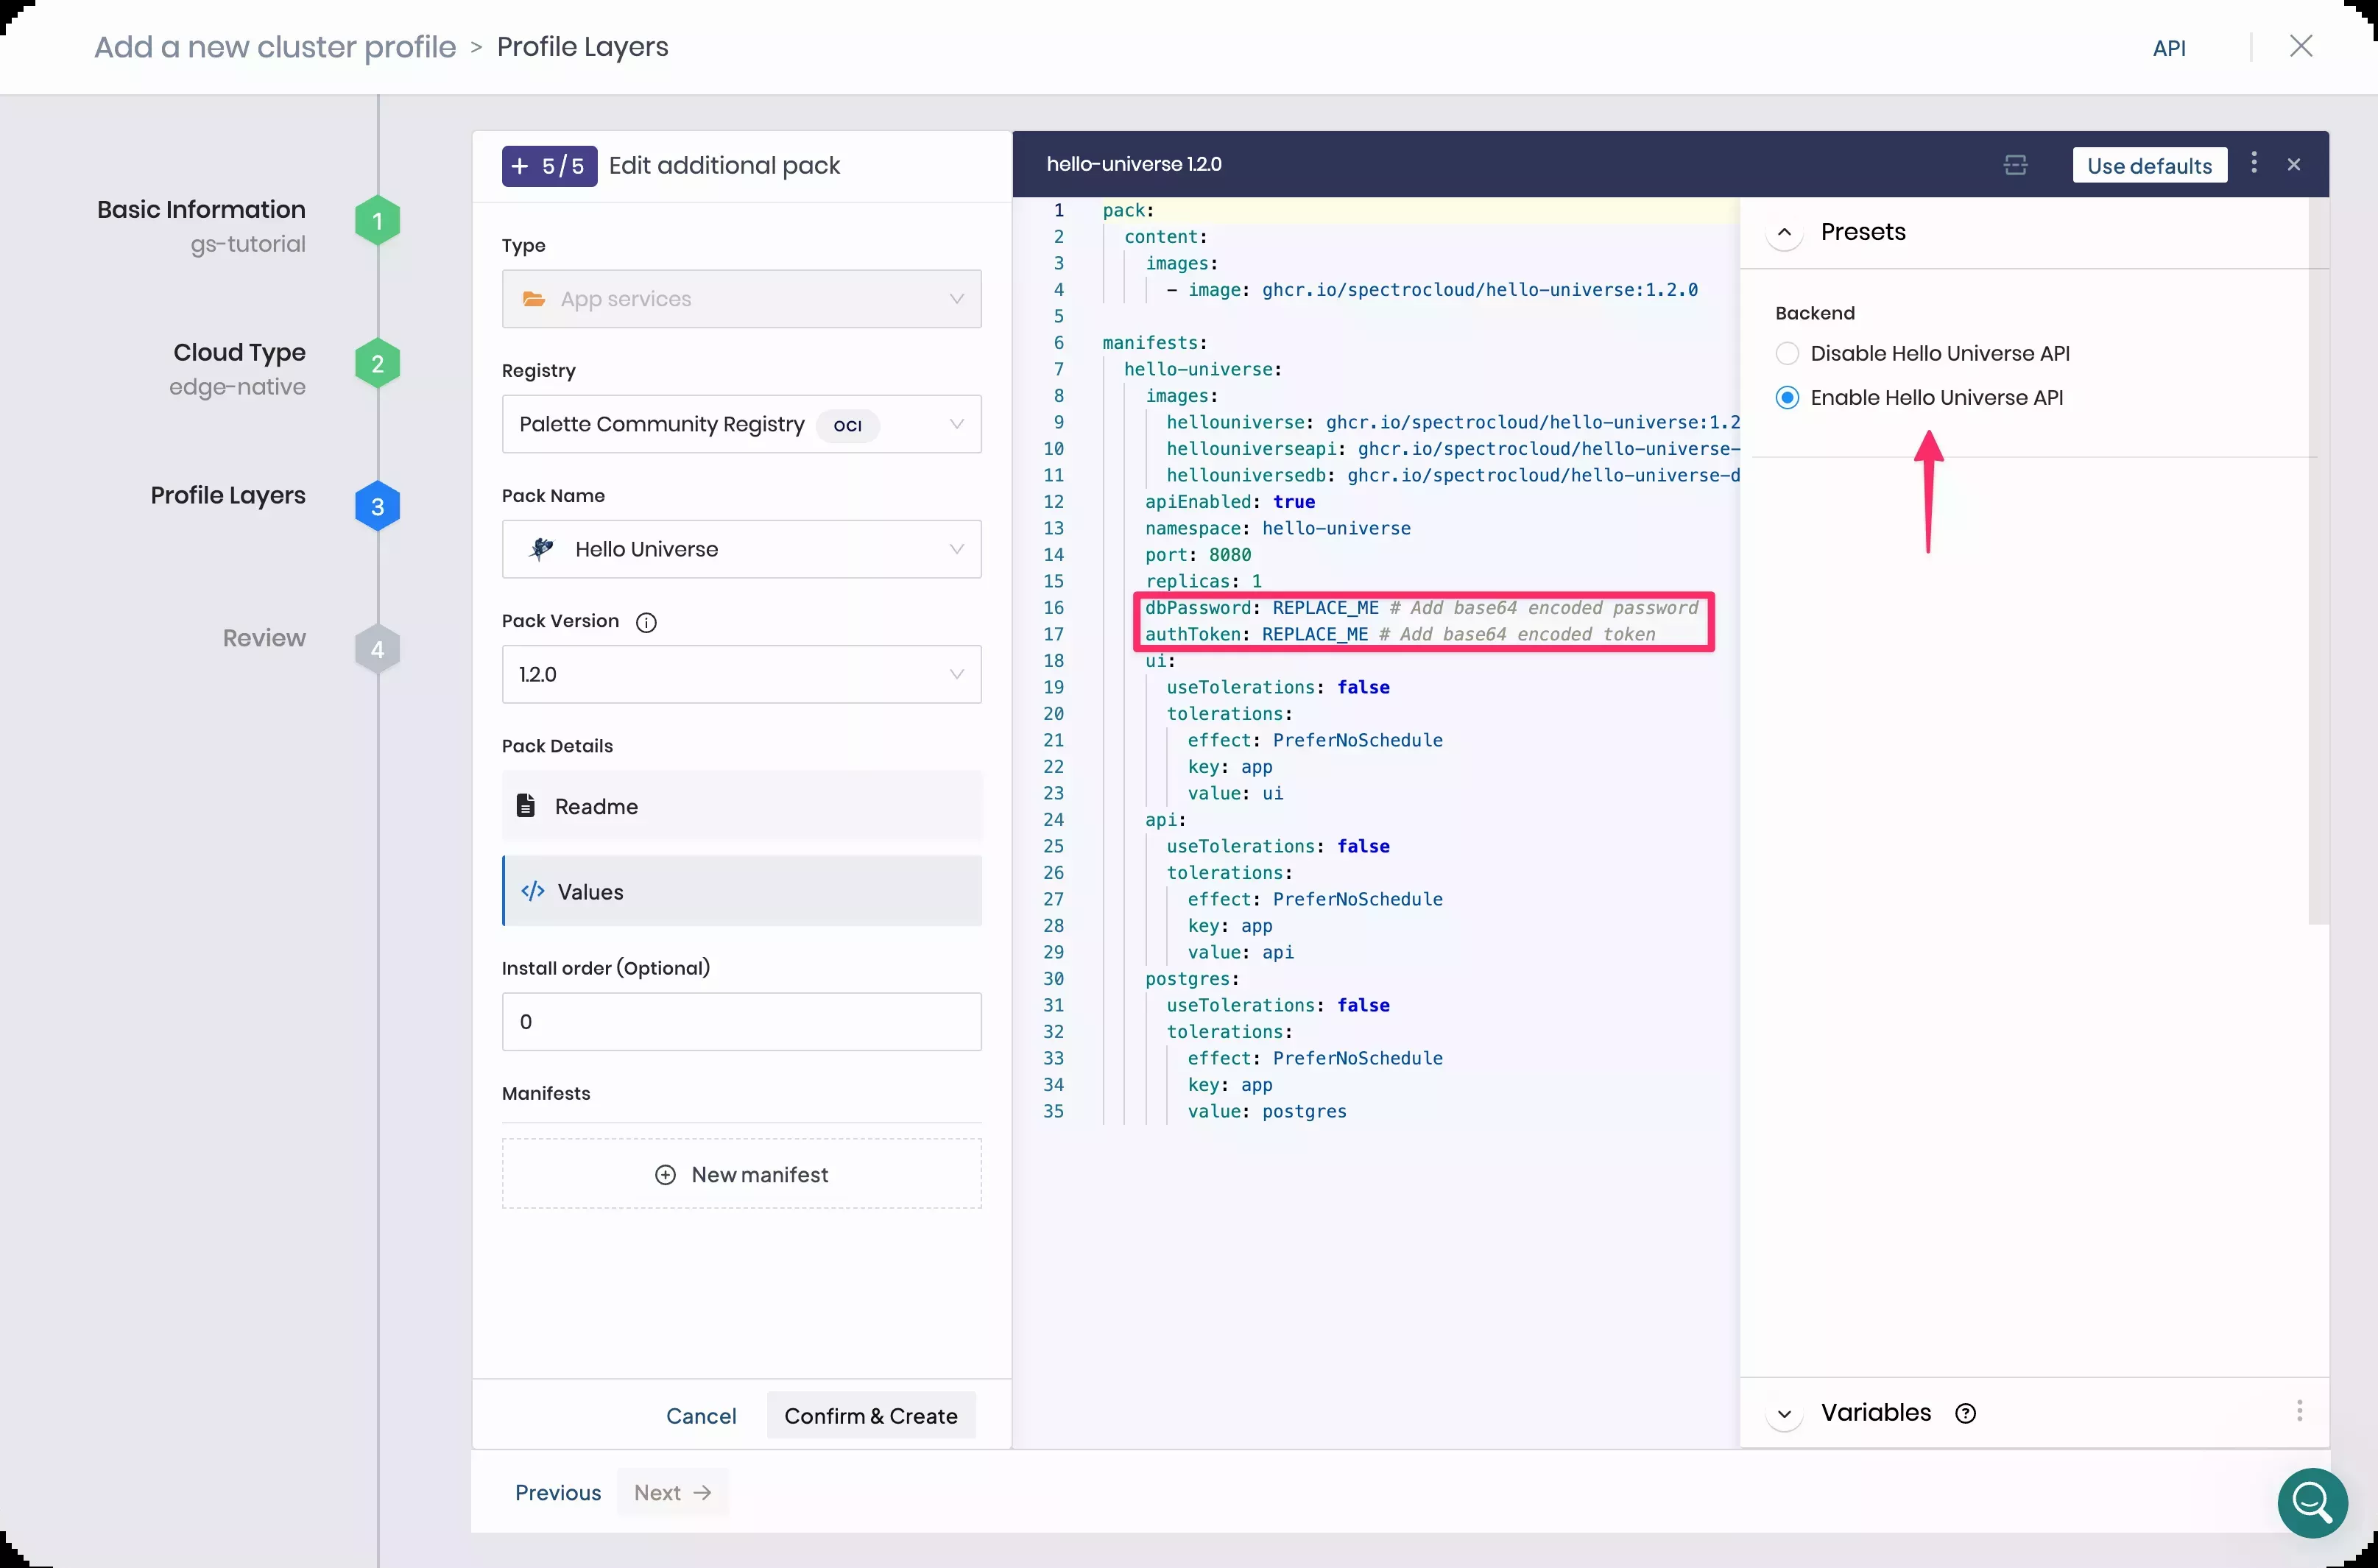 Add a new cluster profile > Profile Layers
API
Basic Information
gs-tutorial
1
Cloud Type
edge-native
2
Profile Layers
3
Review
4
+ 5/5 Edit additional pack
Type
App services
Registry
Palette Community Registry OCI
Pack Name
Hello Universe
Pack Version
1.2.0
Pack Details
Readme
</> Values
Install order (Optional)
0
Manifests
New manifest
Cancel Confirm & Create
Previous Next →
hello-universe 1.2.0
Use defaults
1 pack:
2 content:
3 images:
4 - image: ghcr.io/spectrocloud/hello-universe:1.2.0
5
6 manifests:
7 hello-universe:
8 images:
9 hellouniverse: ghcr.io/spectrocloud/hello-universe:1.2
10 hellouniverseapi: ghcr.io/spectrocloud/hello-universe-
11 hellouniversedb: ghcr.io/spectrocloud/hello-universe-d
12 apiEnabled: true
13 namespace: hello-universe
14 port: 8080
15 replicas: 1
16 dbPassword: REPLACE_ME # Add base64 encoded password
17 authToken: REPLACE_ME # Add base64 encoded token
18 ui:
19 useTolerations: false
20 tolerations:
21 effect: PreferNoSchedule
22 key: app
23 value: ui
24 api:
25 useTolerations: false
26 tolerations:
27 effect: PreferNoSchedule
28 key: app
29 value: api
30 postgres:
31 useTolerations: false
32 tolerations:
33 effect: PreferNoSchedule
34 key: app
35 value: postgres
Presets
Backend
Disable Hello Universe API
Enable Hello Universe API
Variables